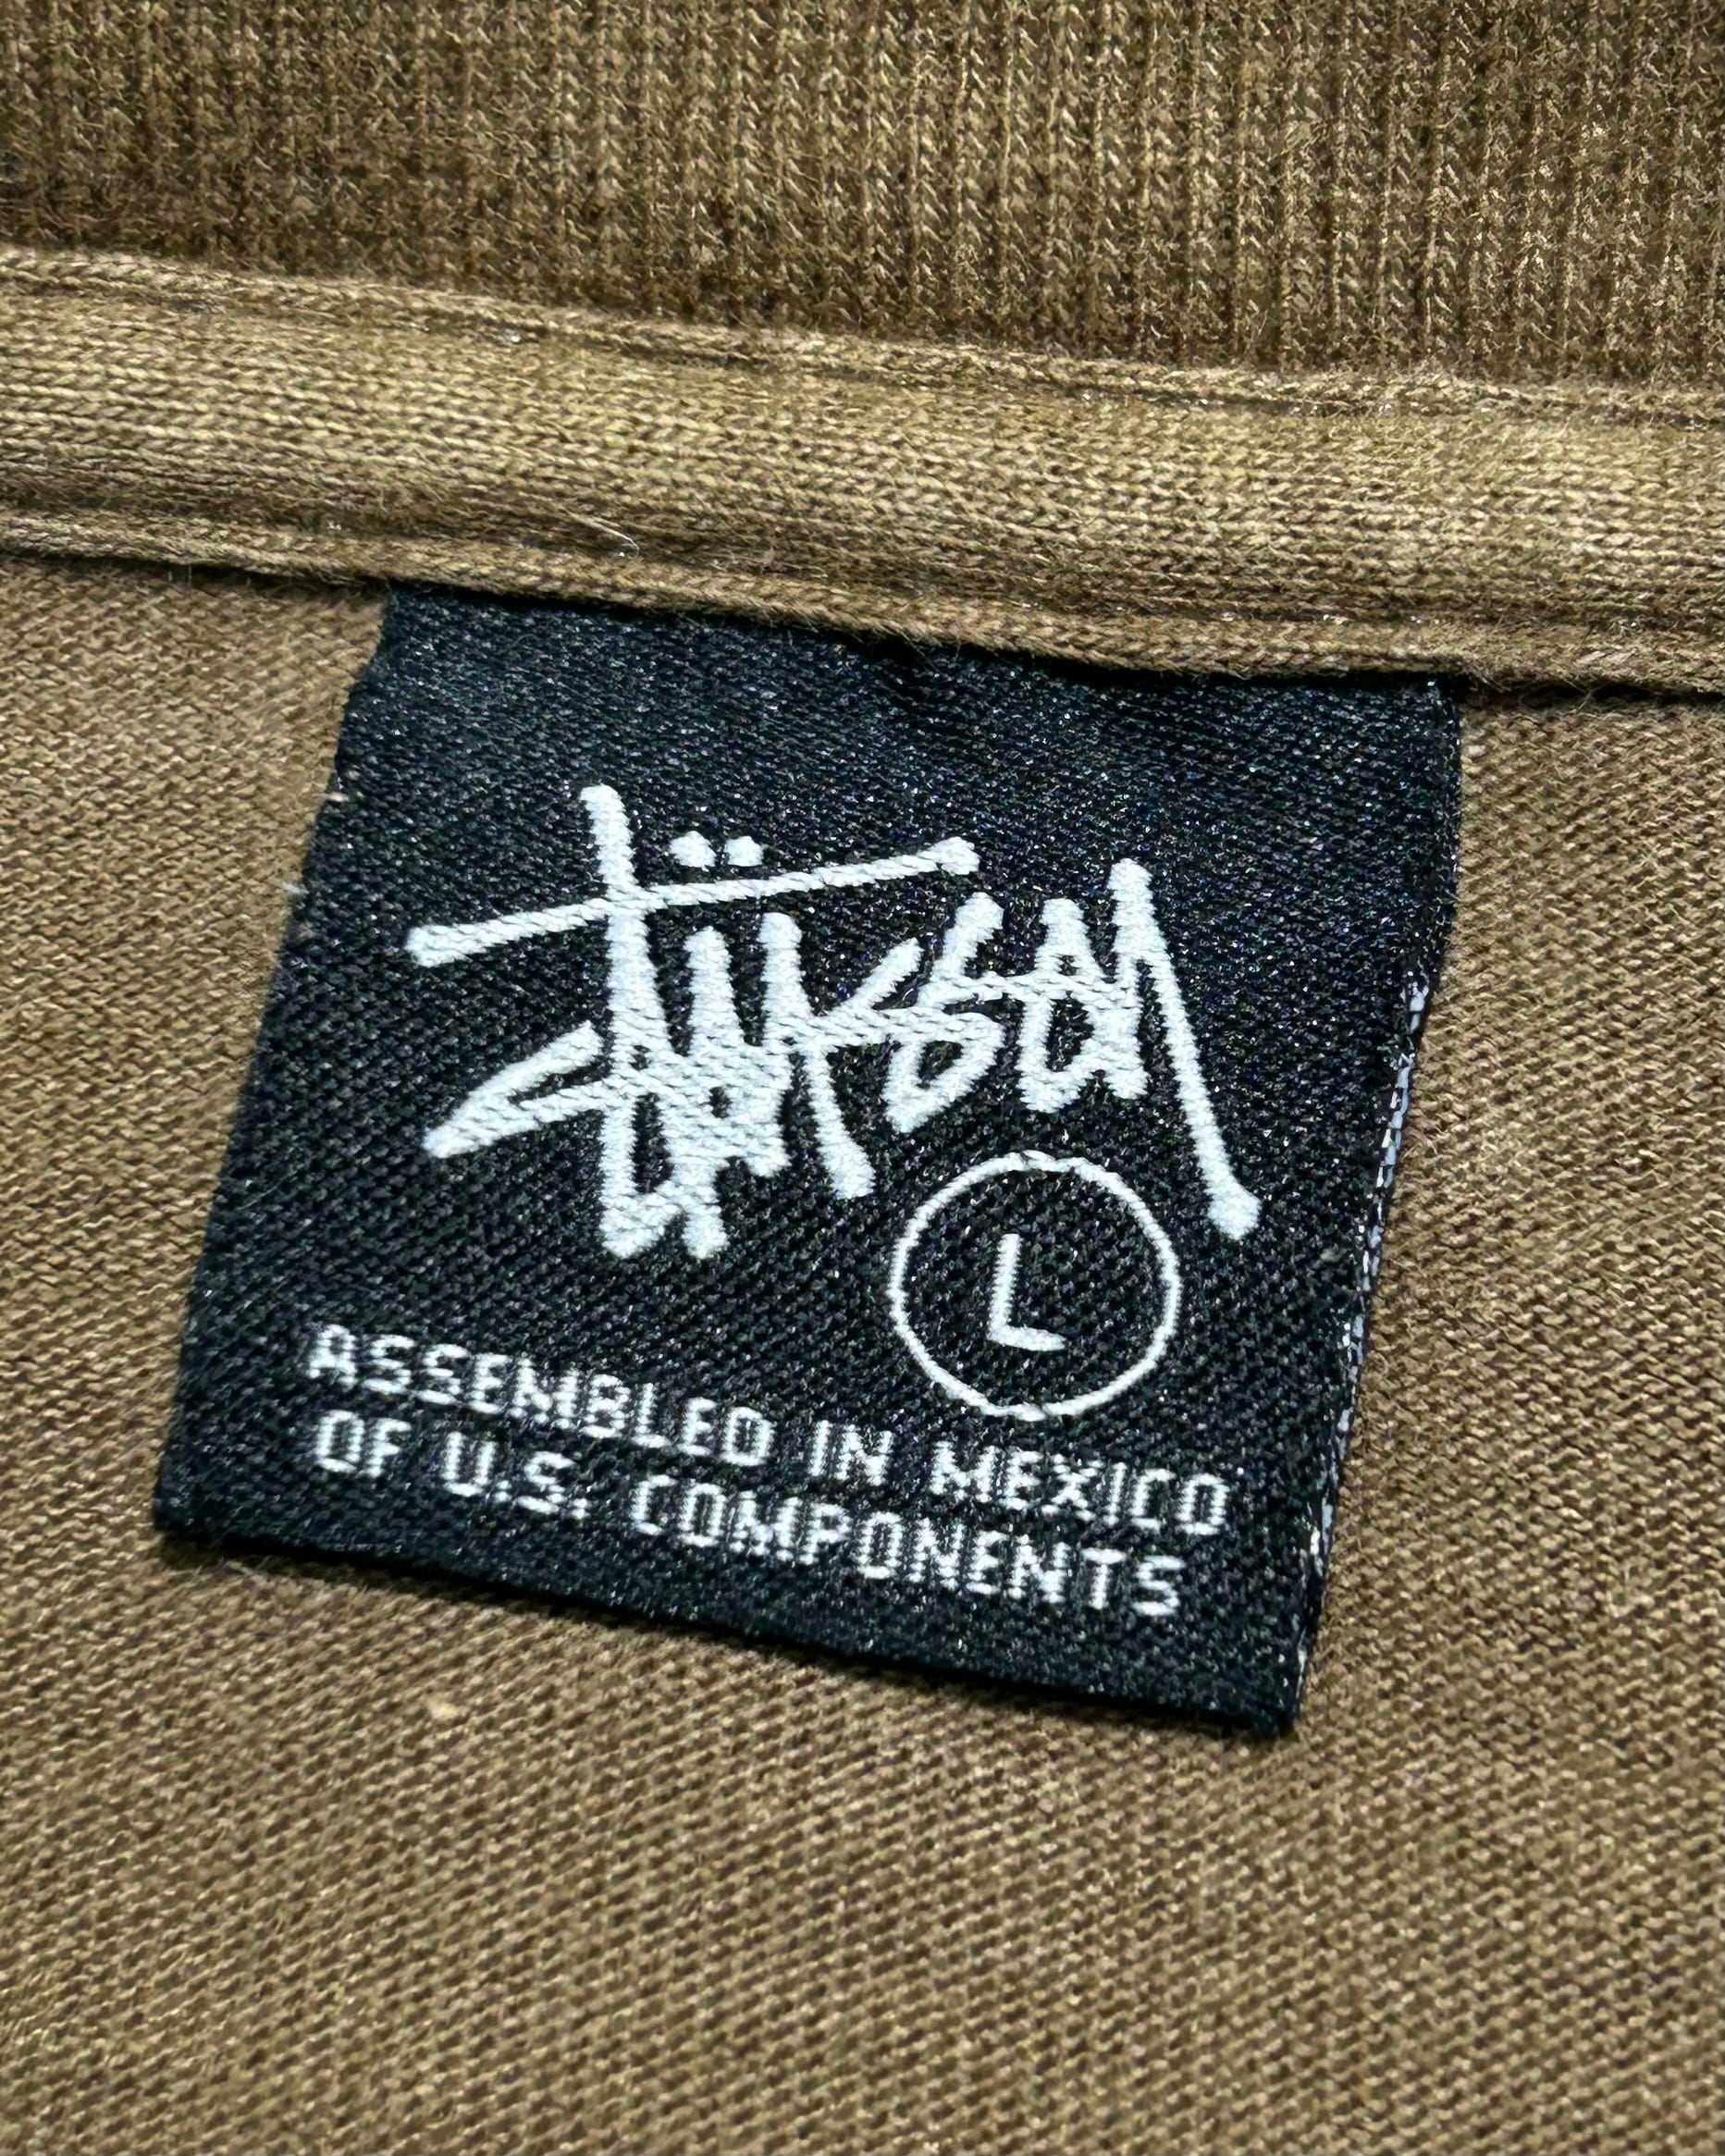 Stüssy
L
ASSEMBLED IN MEXICO
OF U.S. COMPONENTS